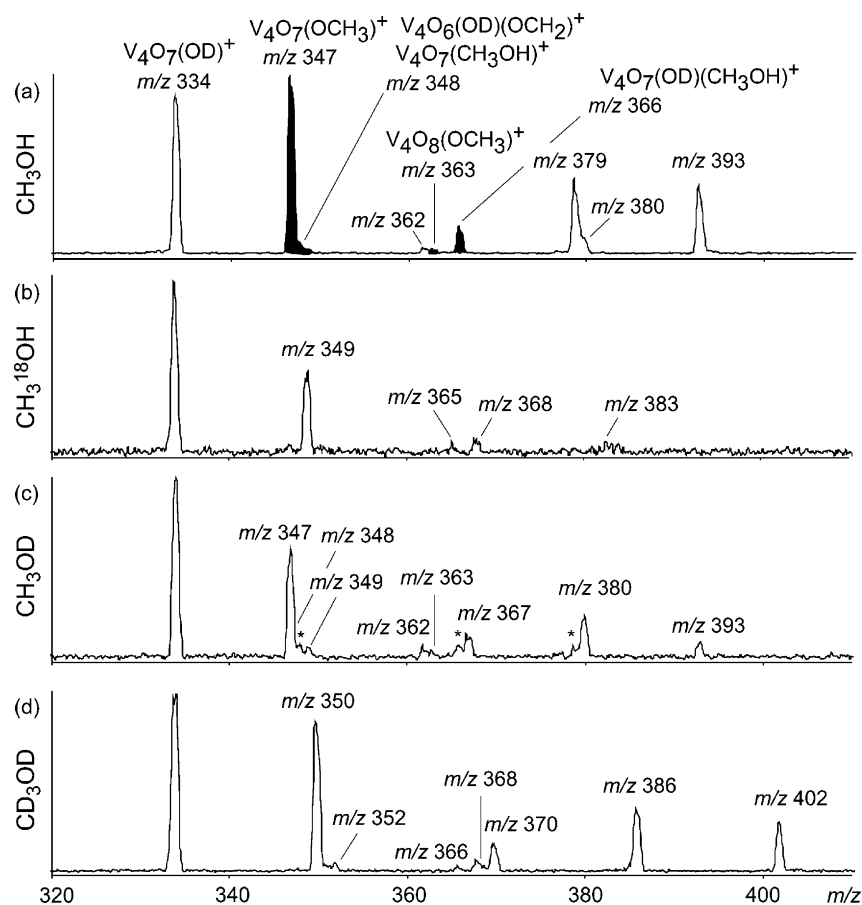 V₄O₆(OD)(OCH₂)⁺
V₄O₇(OCH₃)⁺
V₄O₇(OD)⁺
V₄O₇(CH₃OH)⁺
V₄O₇(OD)(CH₃OH)⁺
m/z 334
m/z 347
m/z 348
m/z 366
(a)
V₄O₈(OCH₃)⁺
m/z 363
m/z 379
m/z 393
m/z 362
m/z 380
CH₃OH
(b)
m/z 349
m/z 365
m/z 368
m/z 383
CH₃¹⁸OH
(c)
m/z 347
m/z 348
m/z 349
m/z 363
m/z 380
m/z 362
m/z 367
m/z 393
*
*
*
CH₃OD
(d)
m/z 350
m/z 368
m/z 386
m/z 402
m/z 352
m/z 366
m/z 370
CD₃OD
320 340 360 380 400 m/z